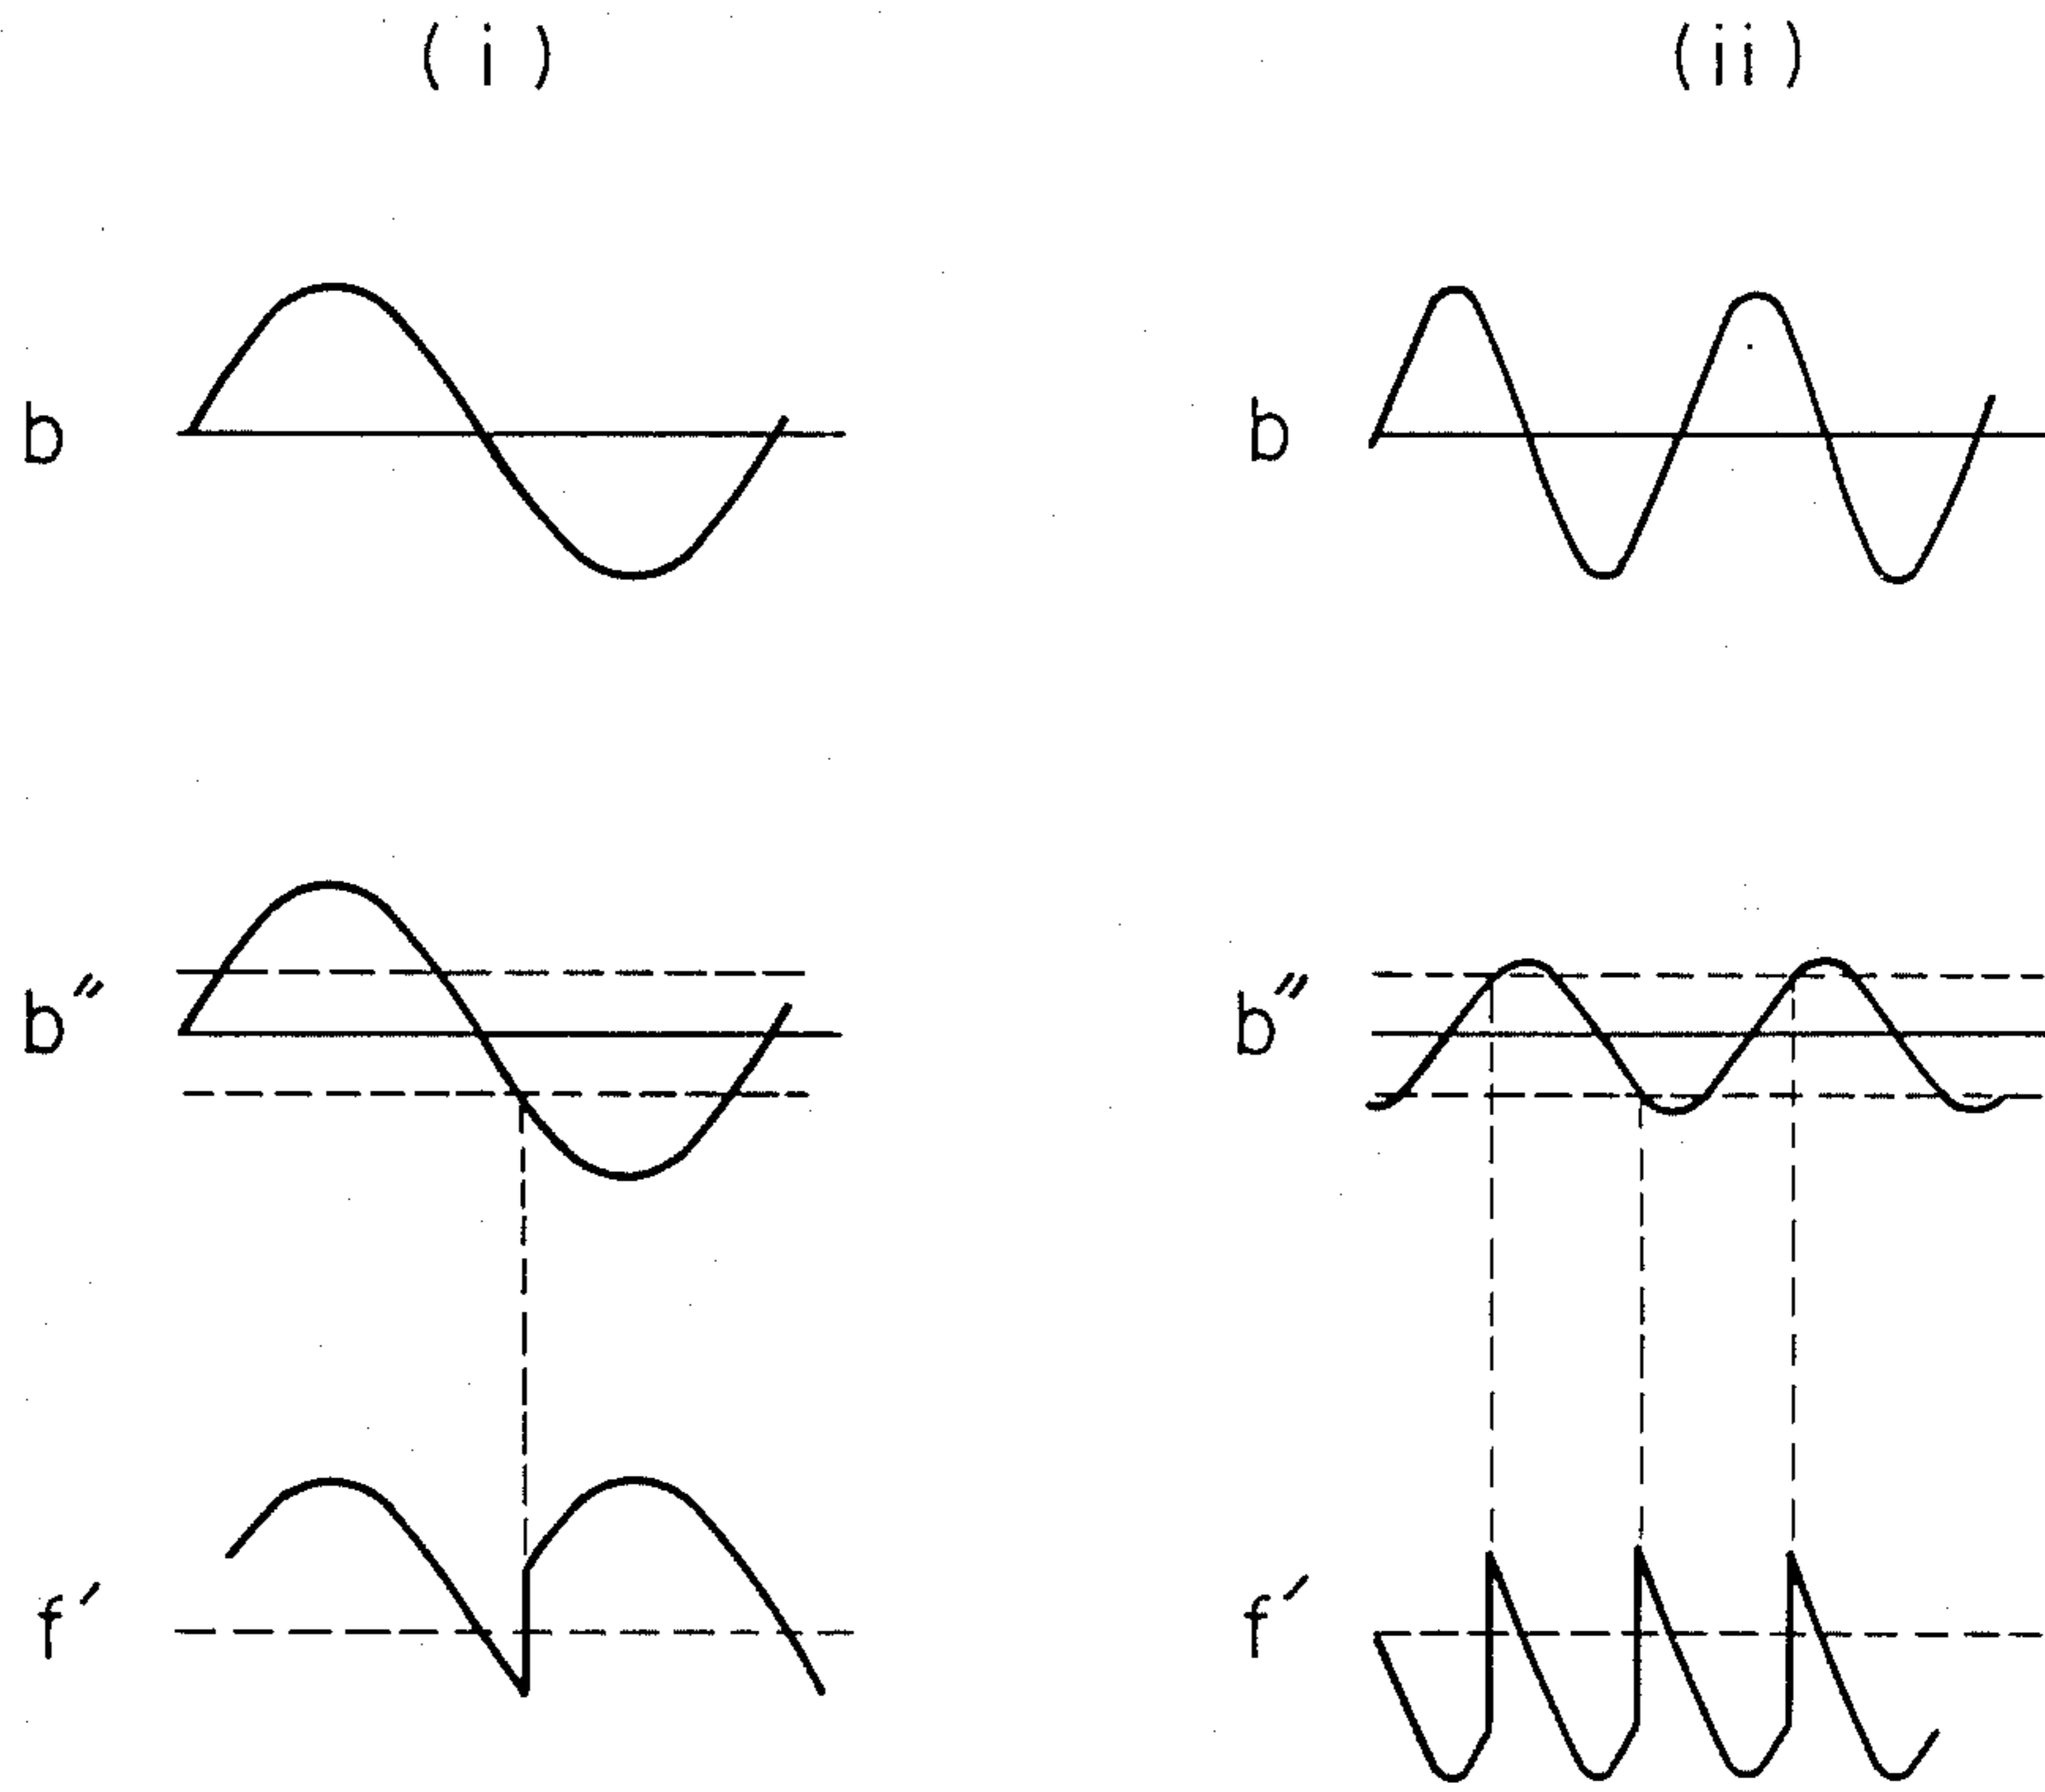 (i) (ii)
b b
b″ b″
f′ f′